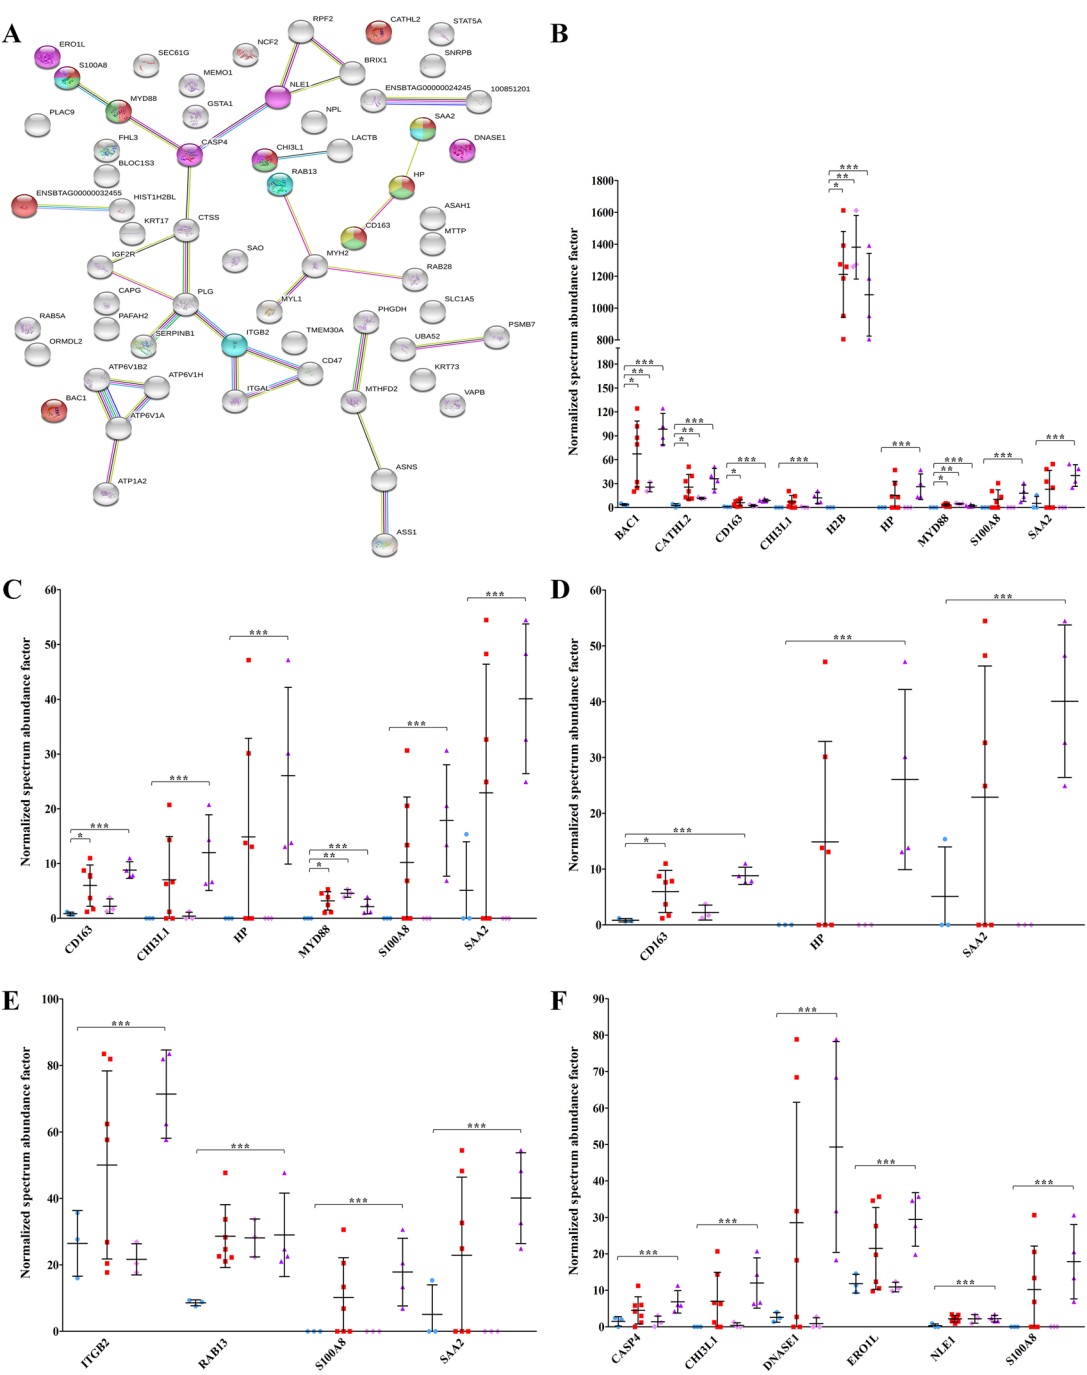 A
ERO1L
S100A8
SEC61G
NCF2
RPF2
CATHL2
STAT5A
SNRPB
MYD88
MEMO1
NLE1
BRIX1
ENSBTAG00000024245
100851201
PLAC9
GSTA1
NPL
SAA2
FHL3
CASP4
CHI3L1
LACTB
DNASE1
BLOC1S3
RAB13
HP
ENSBTAG00000032455
HIST1H2BL
KRT17
CTSS
CD163
ASAH1
MTTP
IGF2R
SAO
MYH2
RAB28
CAPG
PLG
MYL1
SLC1A5
RAB5A
PAFAH2
PHGDH
ORMDL2
SERPINB1
ITGB2
TMEM30A
UBA52
PSMB7
ATP6V1B2
ATP6V1H
CD47
KRT73
BAC1
ATP6V1A
ITGAL
MTHFD2
VAPB
ATP1A2
ASNS
ASS1
B
Normalized spectrum abundance factor
1800
1600
1400
1200
1000
800
180
150
120
90
60
30
0
***
**
*
***
**
*
***
**
*
***
*
***
***
**
*
***
***
***
**
*
***
***
BAC1
CATHL2
CD163
CHI3L1
H2B
HP
MYD88
S100A8
SAA2
C
Normalized spectrum abundance factor
60
50
40
30
20
10
0
***
*
***
***
***
**
*
***
***
CD163
CHI3L1
HP
MYD88
S100A8
SAA2
D
Normalized spectrum abundance factor
60
50
40
30
20
10
0
***
*
***
***
CD163
HP
SAA2
E
Normalized spectrum abundance factor
100
80
60
40
20
0
***
***
***
***
ITGB2
RAB13
S100A8
SAA2
F
Normalized spectrum abundance factor
90
80
70
60
50
40
30
20
10
0
***
***
***
***
***
***
CASP4
CHI3L1
DNASE1
ERO1L
NLE1
S100A8